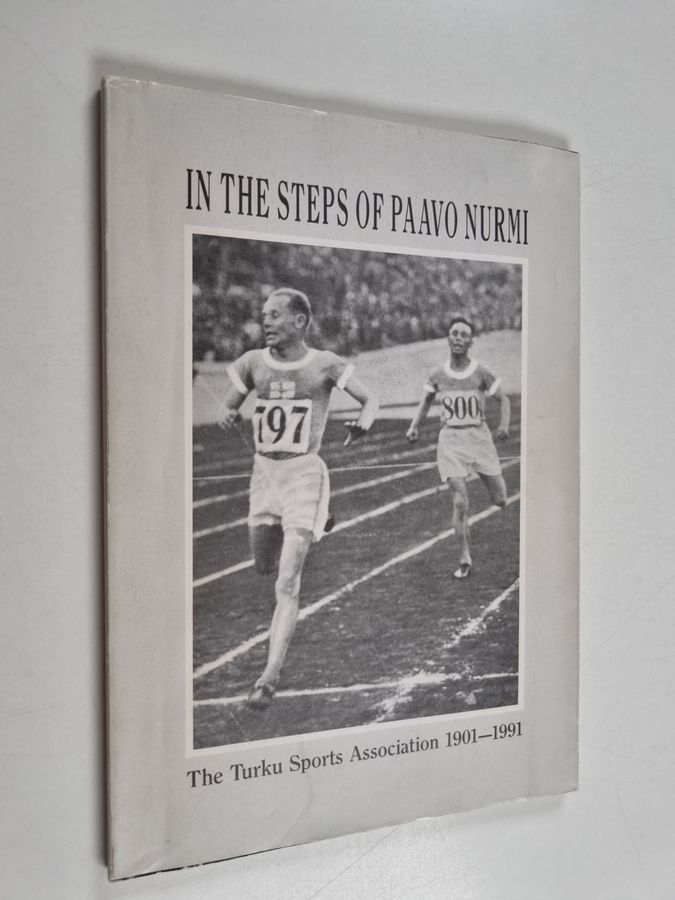 IN THE STEPS OF PAAVO NURMI
797
800
The Turku Sports Association 1901—1991